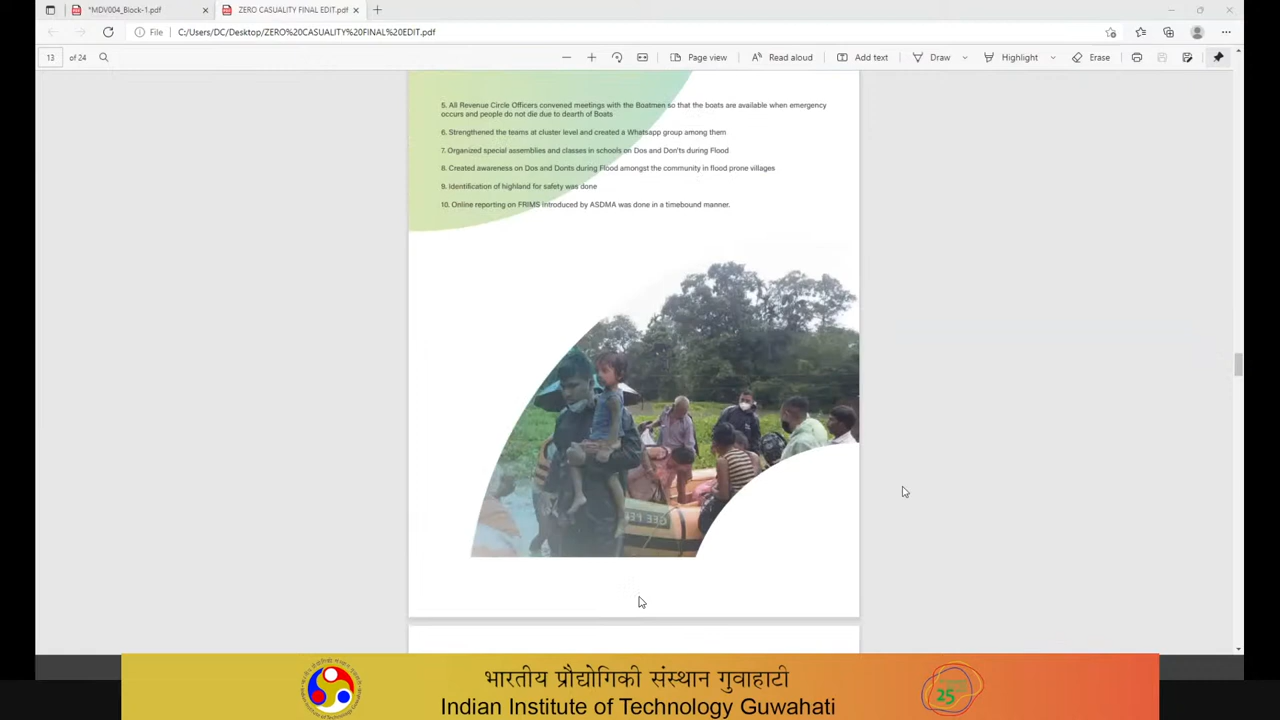 *MDV004_Block-1.pdf
ZERO CASUALITY FINAL EDIT.pdf
File C:/Users/DC/Desktop/ZERO%20CASUALITY%20FINAL%20EDIT.pdf
13 of 24 Page view Read aloud Add text Draw Highlight Erase
5. All Revenue Circle Officers convened meetings with the Boatmen so that the boats are available when emergency
occurs and people do not die due to dearth of Boats
6. Strengthened the teams at cluster level and created a Whatsapp group among them
7. Organized special assemblies and classes in schools on Dos and Don'ts during Flood
8. Created awareness on Dos and Donts during Flood amongst the community in flood prone villages
9. Identification of highland for safety was done
10. Online reporting on FRIMS introduced by ASDMA was done in a timebound manner.
भारतीय प्रौद्योगिकी संस्थान गुवाहाटी
Indian Institute of Technology Guwahati
25